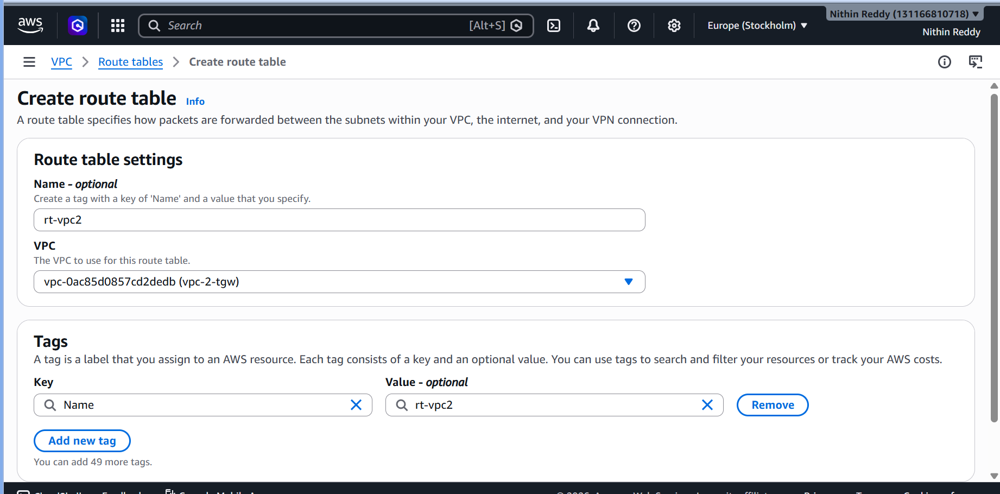 aws
Search [Alt+S]
Europe (Stockholm)
Nithin Reddy (131166810718)
Nithin Reddy
VPC
Route tables
Create route table
Create route table Info
A route table specifies how packets are forwarded between the subnets within your VPC, the internet, and your VPN connection.
Route table settings
Name - optional
Create a tag with a key of 'Name' and a value that you specify.
rt-vpc2
VPC
The VPC to use for this route table.
vpc-0ac85d0857cd2dedb (vpc-2-tgw)
Tags
A tag is a label that you assign to an AWS resource. Each tag consists of a key and an optional value. You can use tags to search and filter your resources or track your AWS costs.
Key Value - optional
Name rt-vpc2 Remove
Add new tag
You can add 49 more tags.